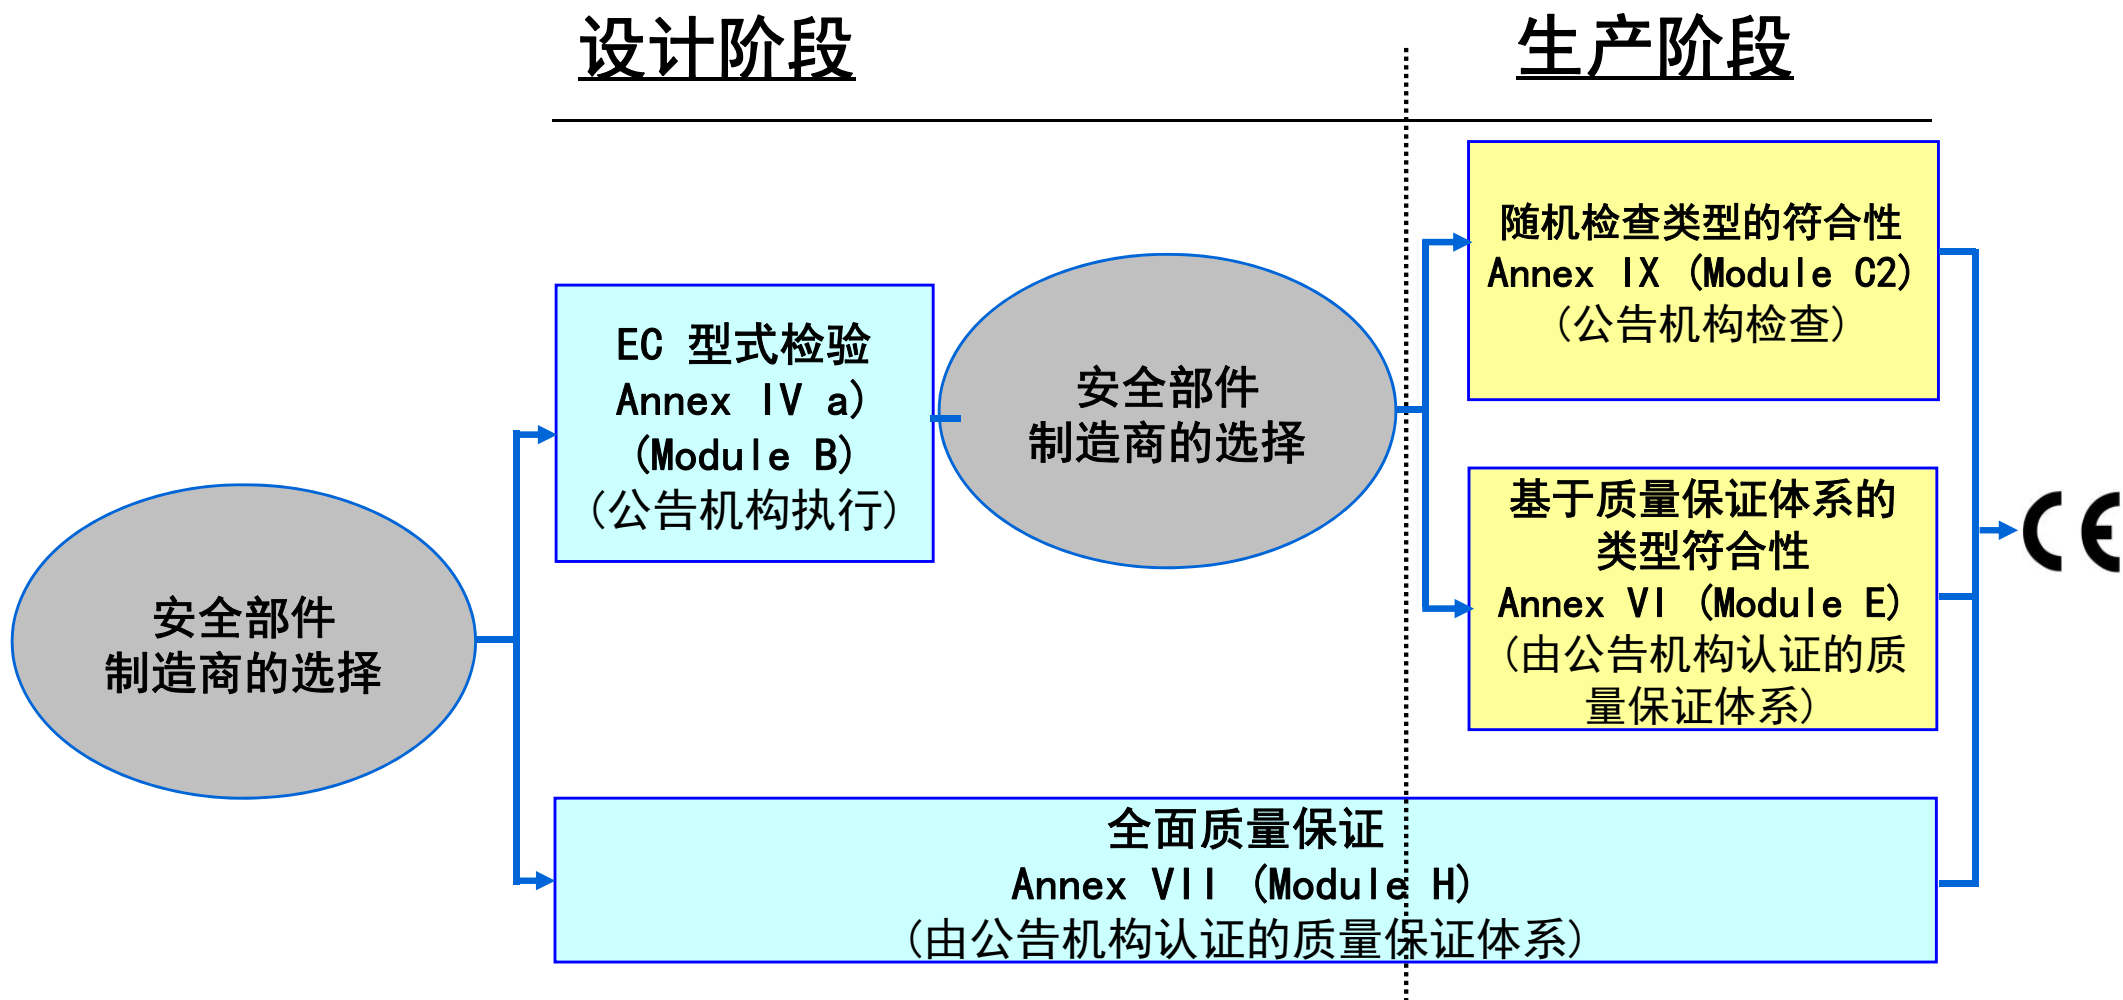 设计阶段
生产阶段
随机检查类型的符合性
Annex IX (Module C2)
(公告机构检查)
EC 型式检验
Annex IV a)
(Module B)
(公告机构执行)
安全部件
制造商的选择
基于质量保证体系的
类型符合性
Annex VI (Module E)
(由公告机构认证的质
量保证体系)
CE
安全部件
制造商的选择
全面质量保证
Annex VII (Module H)
(由公告机构认证的质量保证体系)